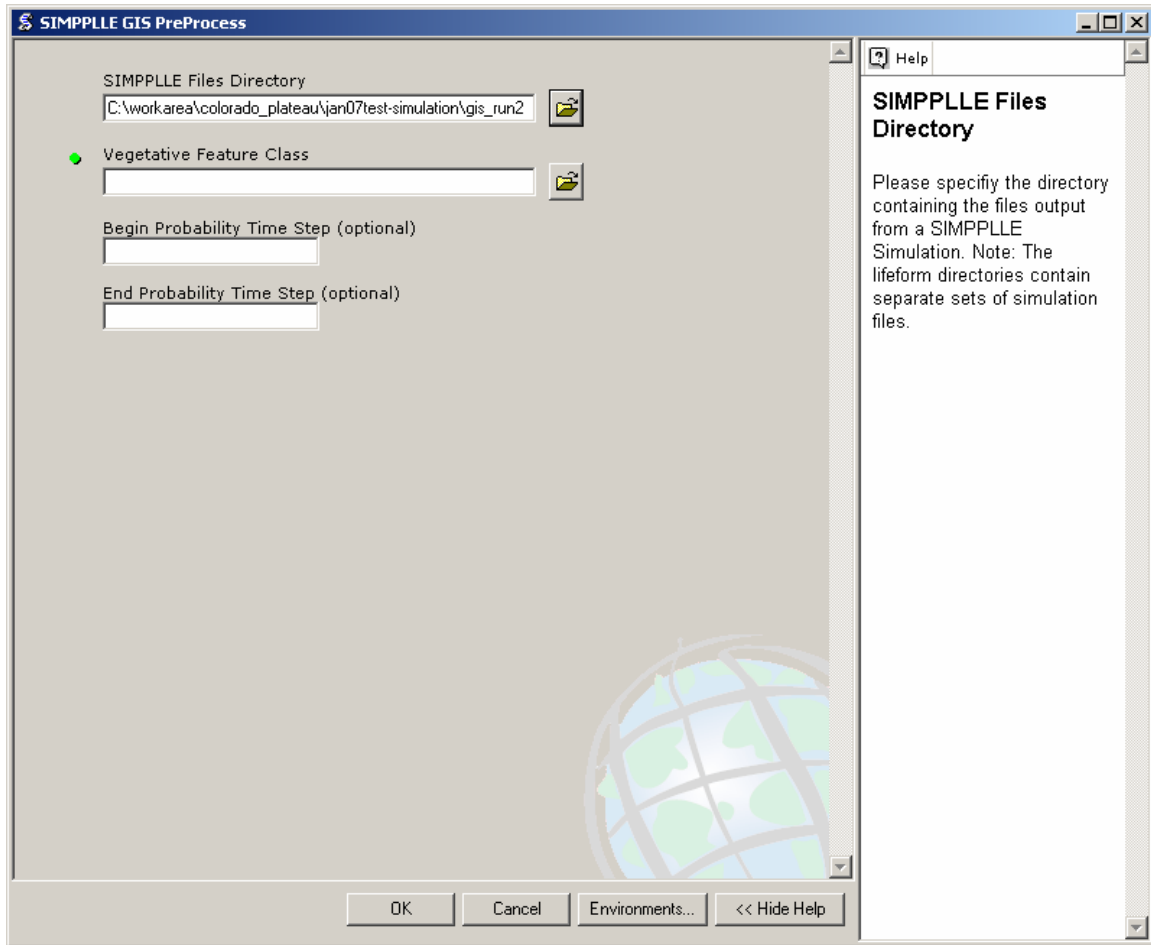 SIMPPLLE GIS PreProcess
SIMPPLLE Files Directory
C:\workarea\colorado_plateau\jan07test-simulation\gis_run2
Vegetative Feature Class
Begin Probability Time Step (optional)
End Probability Time Step (optional)
OK
Cancel
Environments...
<< Hide Help
Help
SIMPPLLE Files
Directory
Please specifiy the directory
containing the files output
from a SIMPPLLE
Simulation. Note: The
lifeform directories contain
separate sets of simulation
files.